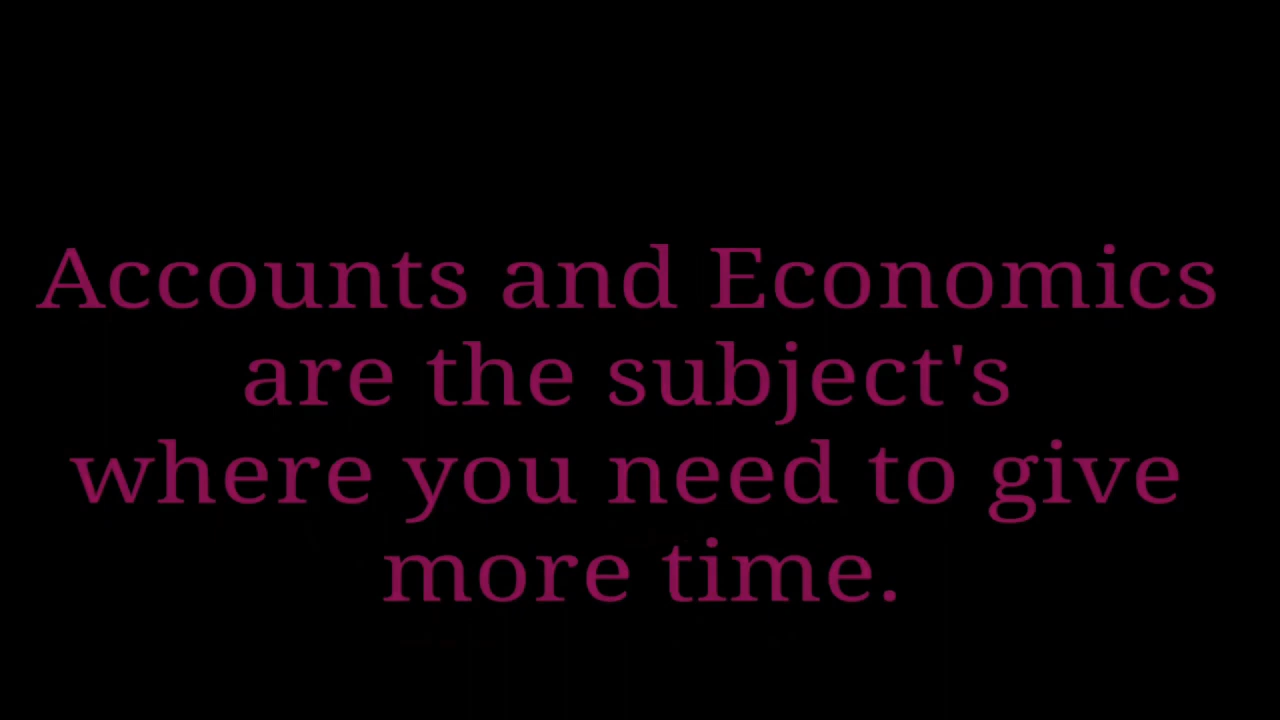 Accounts and Economics
are the subject's
where you need to give
more time.